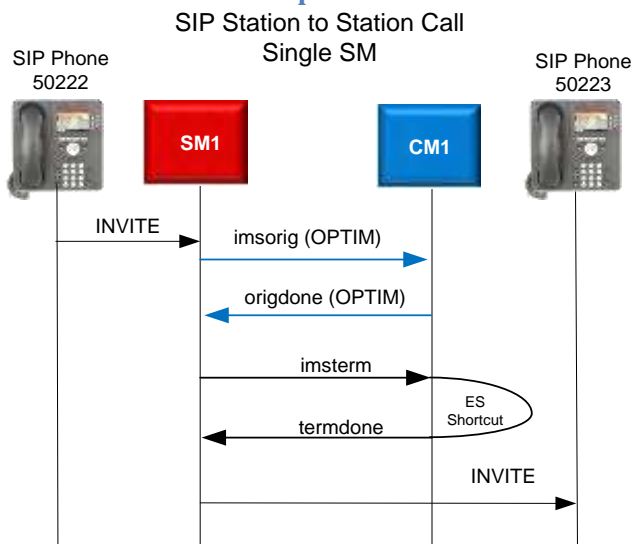 SIP Station to Station Call
Single SM
SIP Phone
50222
SIP Phone
50223
SM1
CM1
INVITE
imsorig (OPTIM)
origdone (OPTIM)
imsterm
ES
Shortcut
termdone
INVITE